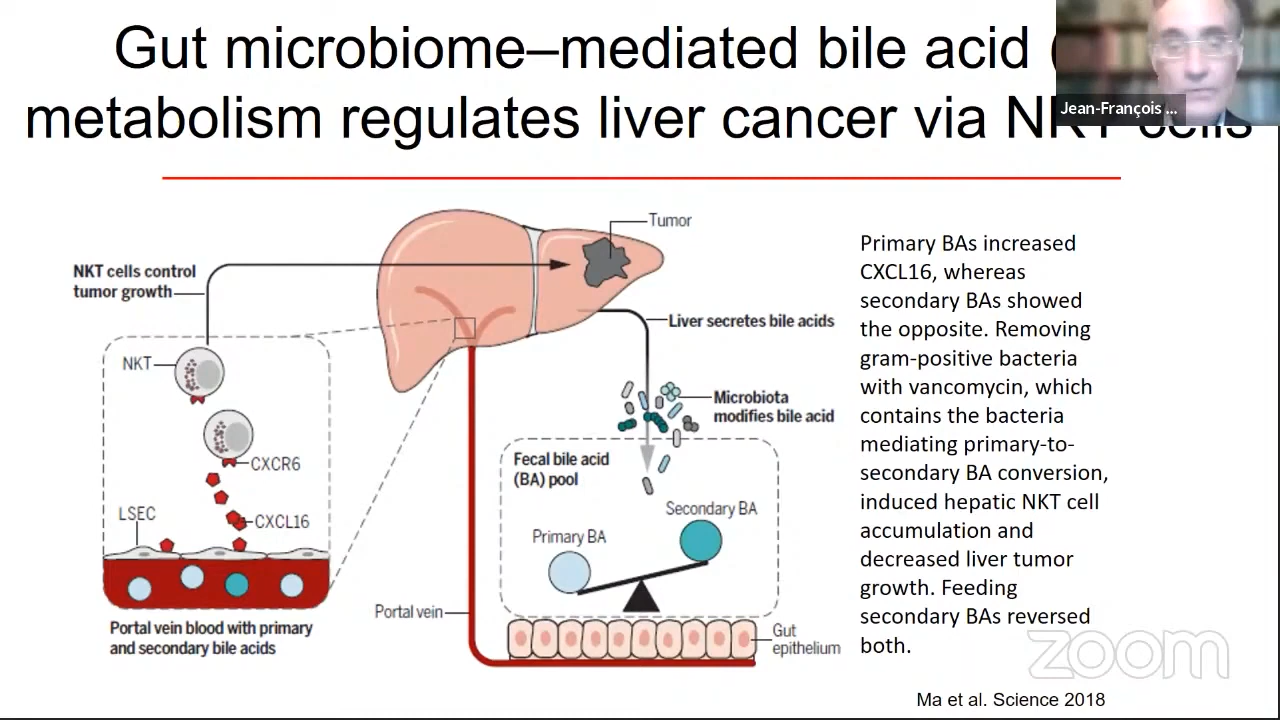 Gut microbiome–mediated bile acid
metabolism regulates liver cancer via NKT cells
Jean-François ...
Tumor
NKT cells control
tumor growth
Liver secretes bile acids
NKT
Microbiota
modifies bile acid
CXCR6
Fecal bile acid
(BA) pool
LSEC
CXCL16
Secondary BA
Primary BA
Portal vein
Gut
epithelium
Portal vein blood with primary
and secondary bile acids
Primary BAs increased
CXCL16, whereas
secondary BAs showed
the opposite. Removing
gram-positive bacteria
with vancomycin, which
contains the bacteria
mediating primary-to-
secondary BA conversion,
induced hepatic NKT cell
accumulation and
decreased liver tumor
growth. Feeding
secondary BAs reversed
both.
zoom
Ma et al. Science 2018